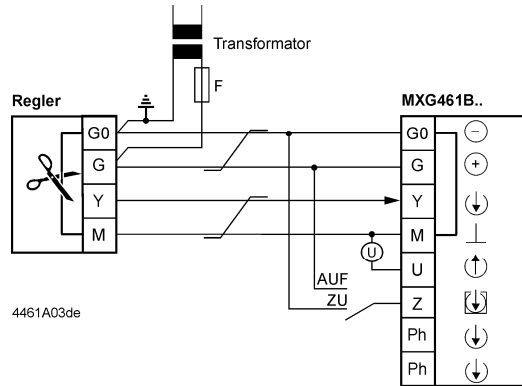 Transformator
F
Regler
MXG461B..
G0
G0
G
G
Y
Y
M
M
U
U
AUF
ZU
Z
4461A03de
Ph
Ph